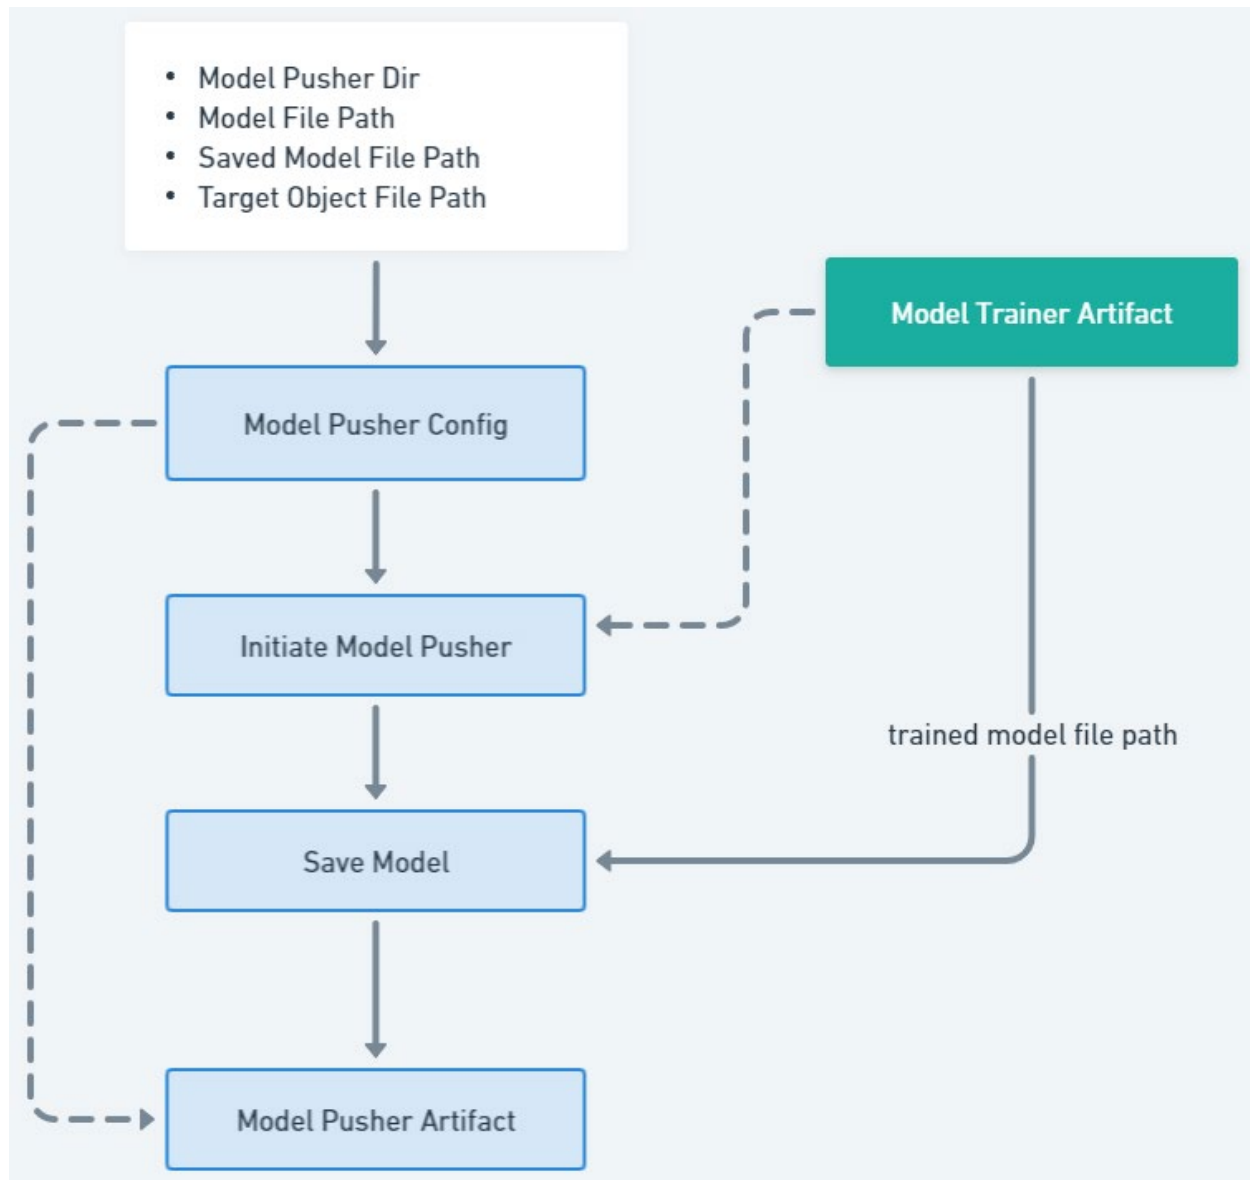 • Model Pusher Dir
• Model File Path
• Saved Model File Path
• Target Object File Path
Model Trainer Artifact
Model Pusher Config
Initiate Model Pusher
trained model file path
Save Model
Model Pusher Artifact